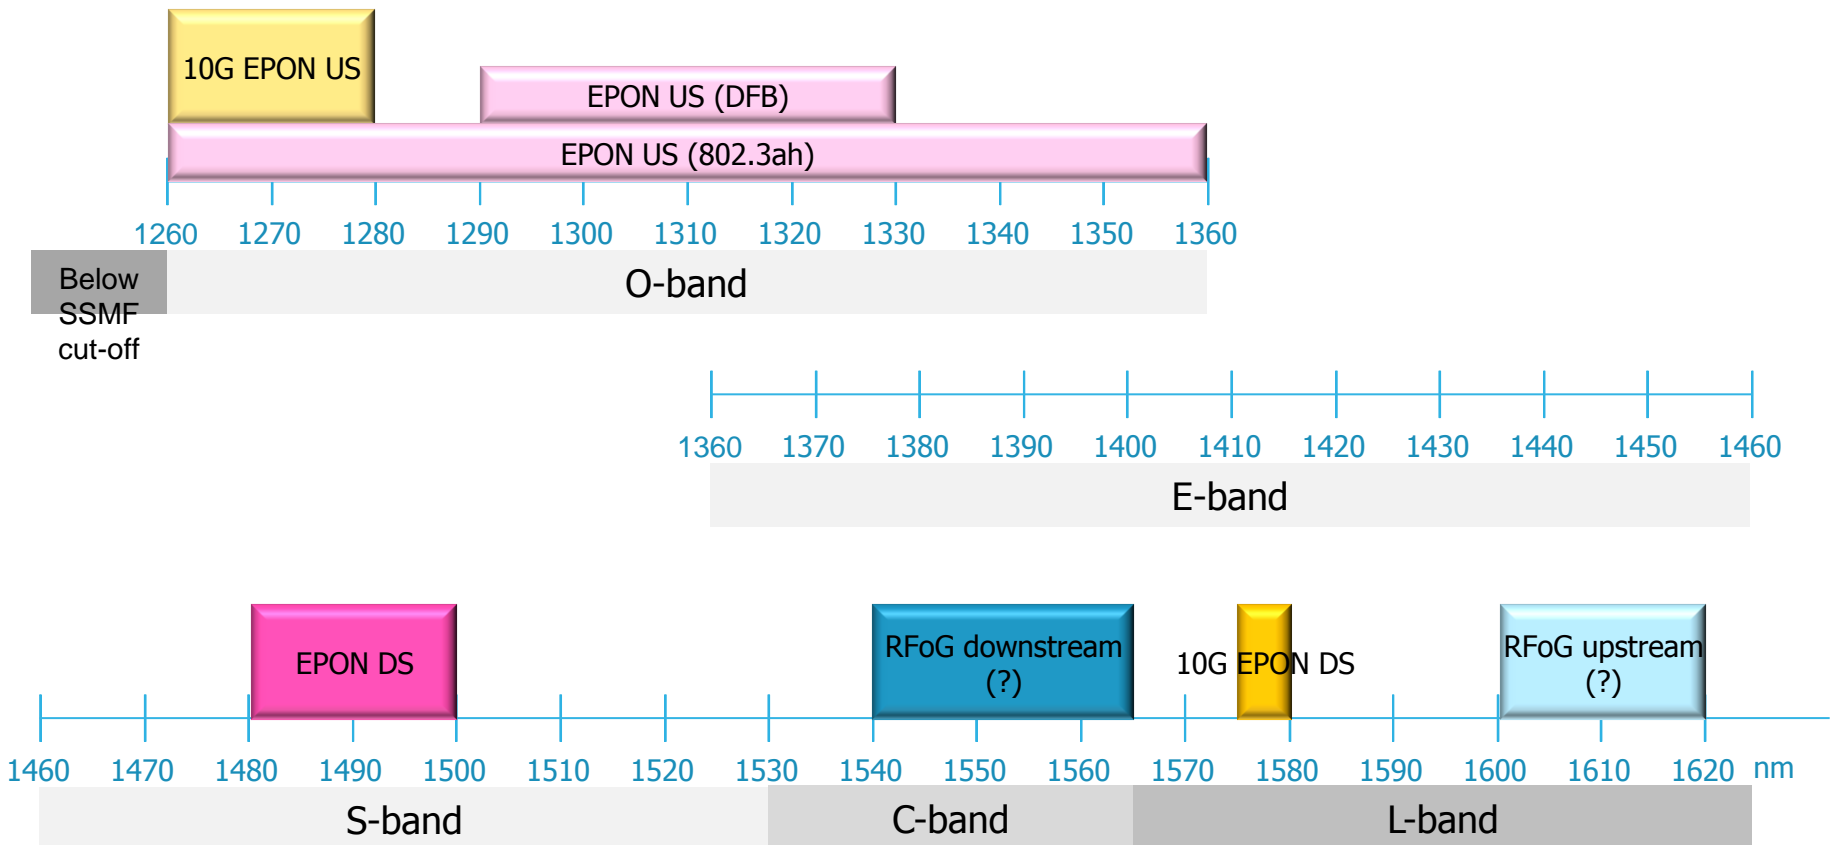 10G EPON US
EPON US (DFB)
EPON US (802.3ah)
1260 1270 1280 1290 1300 1310 1320 1330 1340 1350 1360
Below
SSMF
cut-off
O-band
1360 1370 1380 1390 1400 1410 1420 1430 1440 1450 1460
E-band
EPON DS
RFoG downstream
(?)
10G EPON DS
RFoG upstream
(?)
1460 1470 1480 1490 1500 1510 1520 1530 1540 1550 1560 1570 1580 1590 1600 1610 1620 nm
S-band
C-band
L-band